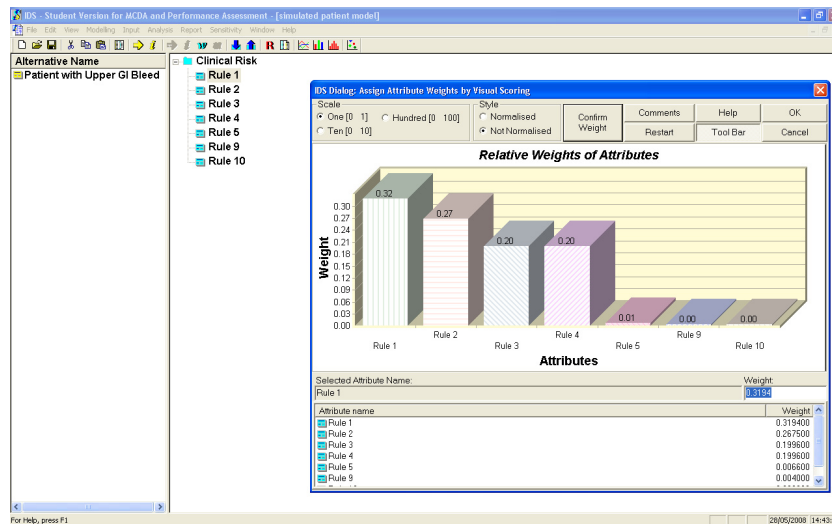 IDS - Student Version for MCDA and Performance Assessment - [simulated patient model]
File Edit View Modelling Input Analysis Report Sensitivity Window Help
Alternative Name
Patient with Upper GI Bleed
Clinical Risk
Rule 1
Rule 2
Rule 3
Rule 4
Rule 5
Rule 9
Rule 10
IDS Dialog: Assign Attribute Weights by Visual Scoring
Scale
One [0 1]
Hundred [0 100]
Ten [0 10]
Style
Normalised
Not Normalised
Confirm Weight
Comments
Help
OK
Restart
Tool Bar
Cancel
Relative Weights of Attributes
Weight
0.30
0.27
0.24
0.21
0.18
0.15
0.12
0.09
0.06
0.03
0.00
0.32
0.27
0.20
0.20
0.01
0.00
0.00
Rule 1
Rule 2
Rule 3
Rule 4
Rule 5
Rule 9
Rule 10
Attributes
Selected Attribute Name:
Weight:
Rule 1
0.3194
Attribute name Weight
Rule 1 0.319400
Rule 2 0.267500
Rule 3 0.199600
Rule 4 0.199600
Rule 5 0.006600
Rule 9 0.004000
For Help, press F1
28/05/2008 14:43: